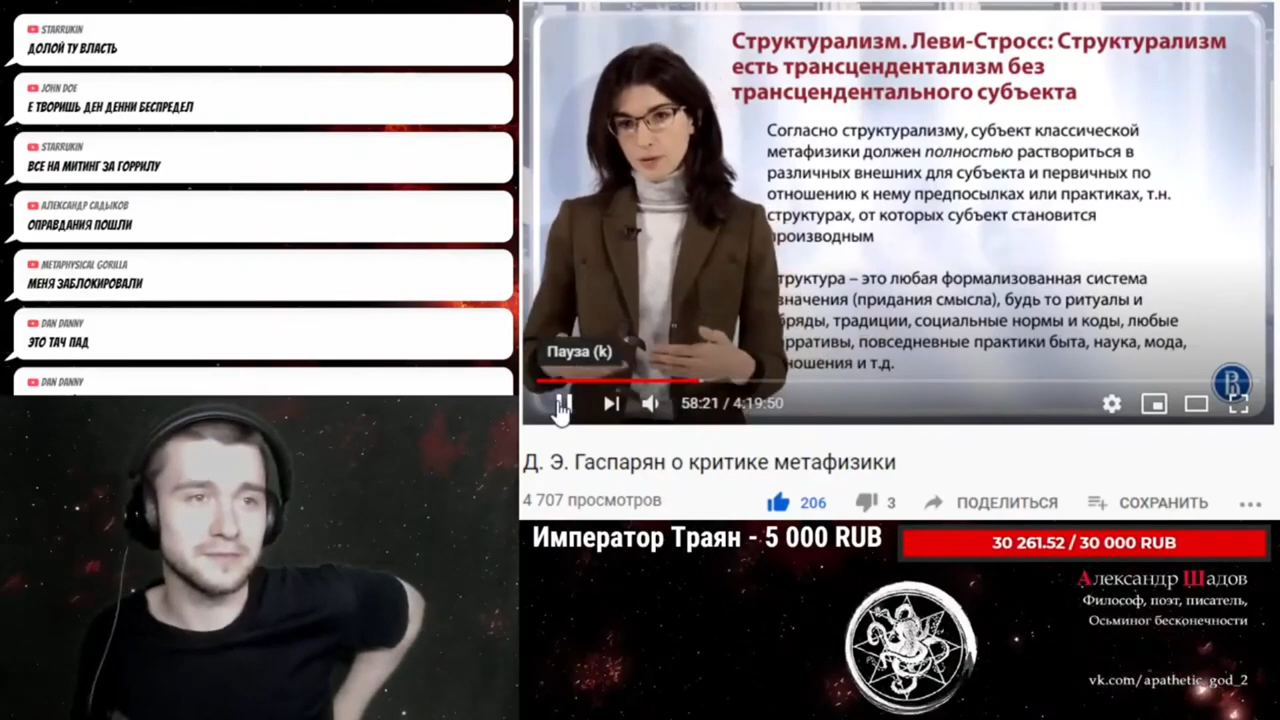 STARRUKIN
ДОЛОЙ ТУ ВЛАСТЬ
JOHN DOE
Е ТВОРИШЬ ДЕН ДЕННИ БЕСПРЕДЕЛ
STARRUKIN
ВСЕ НА МИТИНГ ЗА ГОРРИЛУ
АЛЕКСАНДР САДЫКОВ
ОПРАВДАНИЯ ПОШЛИ
METAPHYSICAL GORILLA
МЕНЯ ЗАБЛОКИРОВАЛИ
DAN DANNY
ЭТО ТАЧ ПАД
DAN DANNY
Структурализм. Леви-Стросс: Структурализм
есть трансцендентализм без
трансцендентального субъекта
Согласно структурализму, субъект классической
метафизики должен полностью раствориться в
различных внешних для субъекта и первичных по
отношению к нему предпосылках или практиках, т.н.
структурах, от которых субъект становится
роизводным
труктура – это любая формализованная система
значения (придания смысла), будь то ритуалы и
бряды, традиции, социальные нормы и коды, любые
рративы, повседневные практики быта, наука, мода,
ношения и т.д.
Пауза (k)
58:21 / 4:19:50
Д. Э. Гаспарян о критике метафизики
4 707 просмотров
206
3
ПОДЕЛИТЬСЯ
СОХРАНИТЬ
Император Траян - 5 000 RUB
30 261.52 / 30 000 RUB
Александр Шадов
Философ, поэт, писатель,
Осьминог бесконечности
vk.com/apathetic_god_2